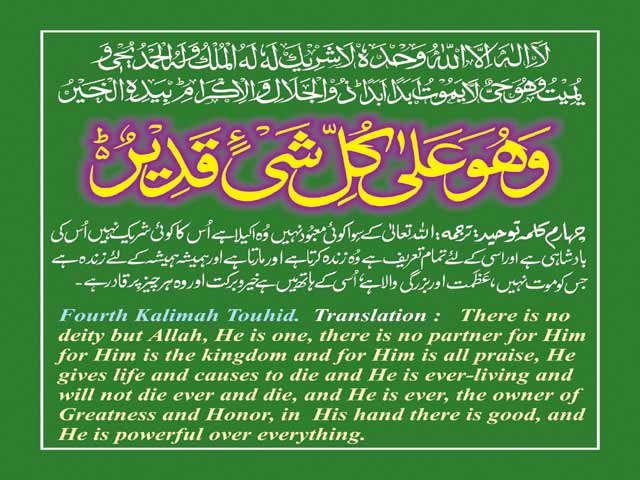 لَا اِلٰهَ اِلَّا اللّٰهُ وَحْدَهٗ لَا شَرِيْكَ لَهٗ لَهُ الْمُلْكُ وَلَهُ الْحَمْدُ يُحْيٖ وَ
يُمِيْتُ وَهُوَ حَيٌّ لَّا يَمُوْتُ اَبَدًا اَبَدًا ذُو الْجَلَالِ وَالْاِكْرَامِ بِيَدِهِ الْخَيْرُ
وَهُوَ عَلٰى كُلِّ شَیْءٍ قَدِيْرٌ
چہارم کلمہ توحید: ترجمہ: اللہ تعالیٰ کے سوا کوئی معبود نہیں وہ اکیلا ہے اُس کا کوئی شریک نہیں اُس کی
بادشاہی ہے اور اسی کے لئے تمام تعریف ہے وہ زندہ کرتا ہے اور مارتا ہے اور ہمیشہ ہمیشہ کے لئے زندہ ہے
جس کو موت نہیں، عظمت اور بزرگی والا ہے اُسی کے ہاتھ میں ہے خیر و برکت اور وہ ہر چیز پر قادر ہے۔
Fourth Kalimah Touhid. Translation : There is no
deity but Allah, He is one, there is no partner for Him
for Him is the kingdom and for Him is all praise, He
gives life and causes to die and He is ever-living and
will not die ever and die, and He is ever, the owner of
Greatness and Honor, in His hand there is good, and
He is powerful over everything.